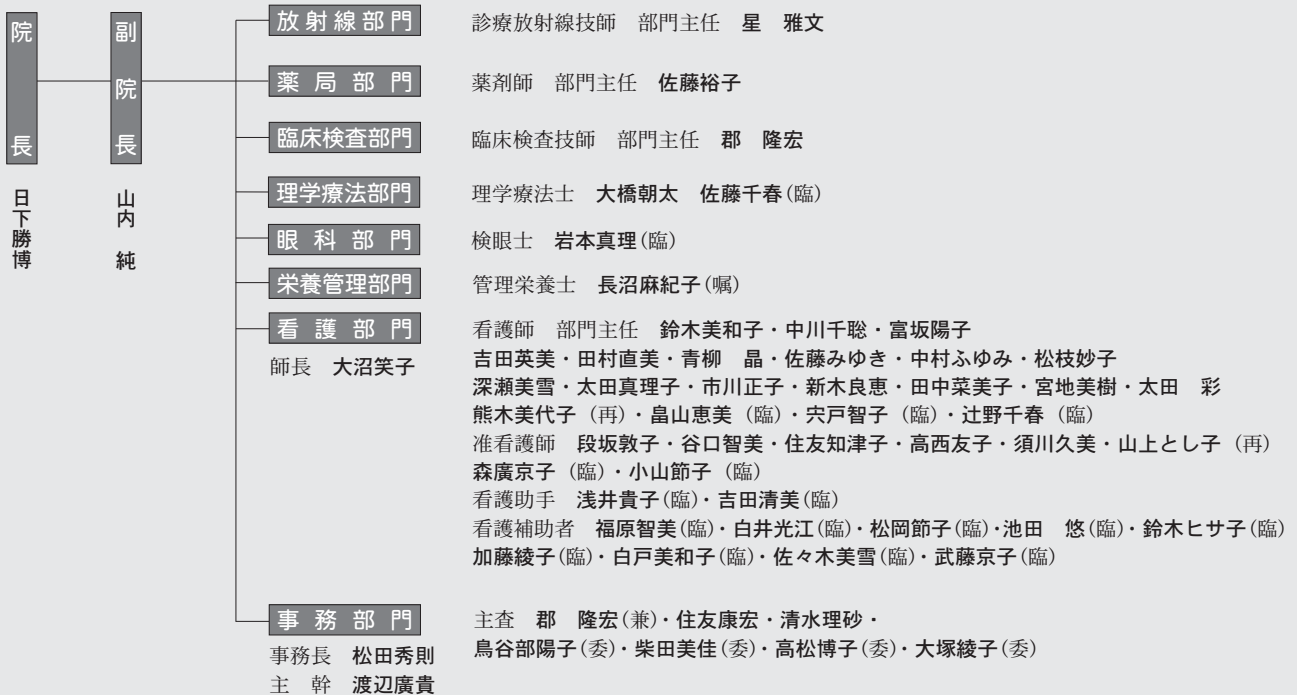 院長
日下勝博
副院長
山内　純
放射線部門　診療放射線技師　部門主任　星　雅文
薬局部門　薬剤師　部門主任　佐藤裕子
臨床検査部門　臨床検査技師　部門主任　郡　隆宏
理学療法部門　理学療法士　大橋朝太　佐藤千春(臨)
眼科部門　検眼士　岩本真理(臨)
栄養管理部門　管理栄養士　長沼麻紀子(嘱)
看護部門　看護師　部門主任　鈴木美和子・中川千聡・富坂陽子
師長　大沼笑子
吉田英美・田村直美・青柳　晶・佐藤みゆき・中村ふゆみ・松枝妙子
深瀬美雪・太田真理子・市川正子・新木良恵・田中菜美子・宮地美樹・太田　彩
熊木美代子（再）・畠山恵美（臨）・宍戸智子（臨）・辻野千春（臨）
准看護師　段坂敦子・谷口智美・住友知津子・高西友子・須川久美・山上とし子（再）
森廣京子（臨）・小山節子（臨）
看護助手　浅井貴子(臨)・吉田清美(臨)
看護補助者　福原智美(臨)・白井光江(臨)・松岡節子(臨)・池田　悠(臨)・鈴木ヒサ子(臨)
加藤綾子(臨)・白戸美和子(臨)・佐々木美雪(臨)・武藤京子(臨)
事務部門　主査　郡　隆宏(兼)・住友康宏・清水理砂・
鳥谷部陽子(委)・柴田美佳(委)・高松博子(委)・大塚綾子(委)
事務長　松田秀則
主　幹　渡辺廣貴